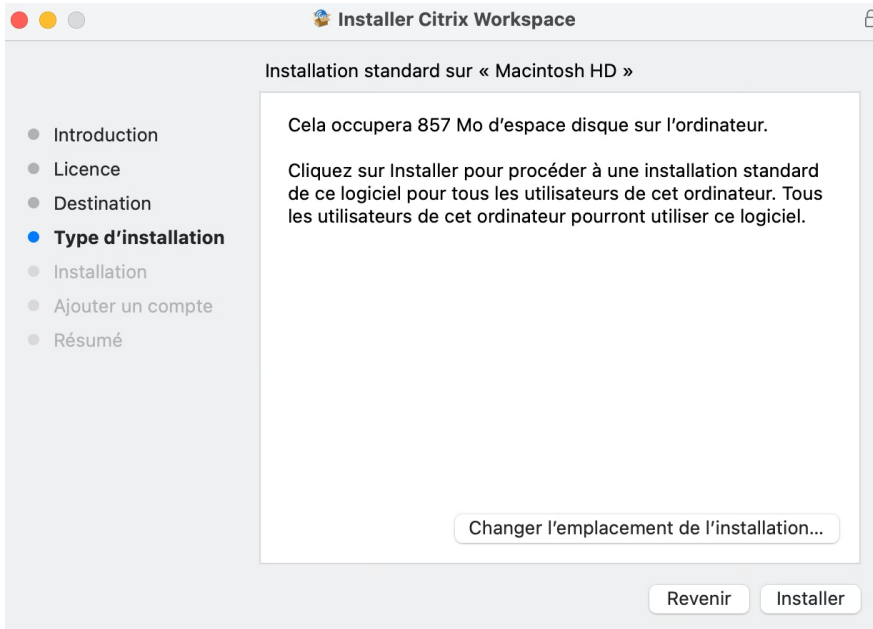 Installer Citrix Workspace
Installation standard sur « Macintosh HD »
Introduction
Licence
Destination
Type d'installation
Installation
Ajouter un compte
Résumé
Cela occupera 857 Mo d'espace disque sur l'ordinateur.
Cliquez sur Installer pour procéder à une installation standard
de ce logiciel pour tous les utilisateurs de cet ordinateur. Tous
les utilisateurs de cet ordinateur pourront utiliser ce logiciel.
Changer l'emplacement de l'installation...
Revenir
Installer